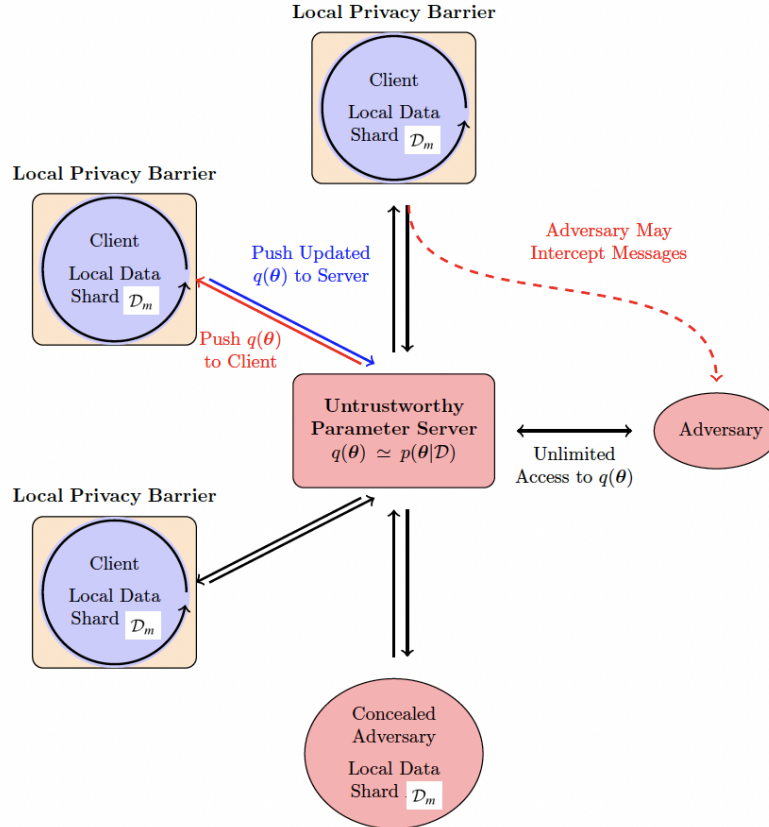 Local Privacy Barrier
Client
Local Data
Shard 𝒟ₘ
Local Privacy Barrier
Client
Local Data
Shard 𝒟ₘ
Push Updated
q(θ) to Server
Adversary May
Intercept Messages
Push q(θ)
to Client
Untrustworthy
Parameter Server
q(θ) ≃ p(θ|𝒟)
Adversary
Unlimited
Access to q(θ)
Local Privacy Barrier
Client
Local Data
Shard 𝒟ₘ
Concealed
Adversary
Local Data
Shard 𝒟ₘ